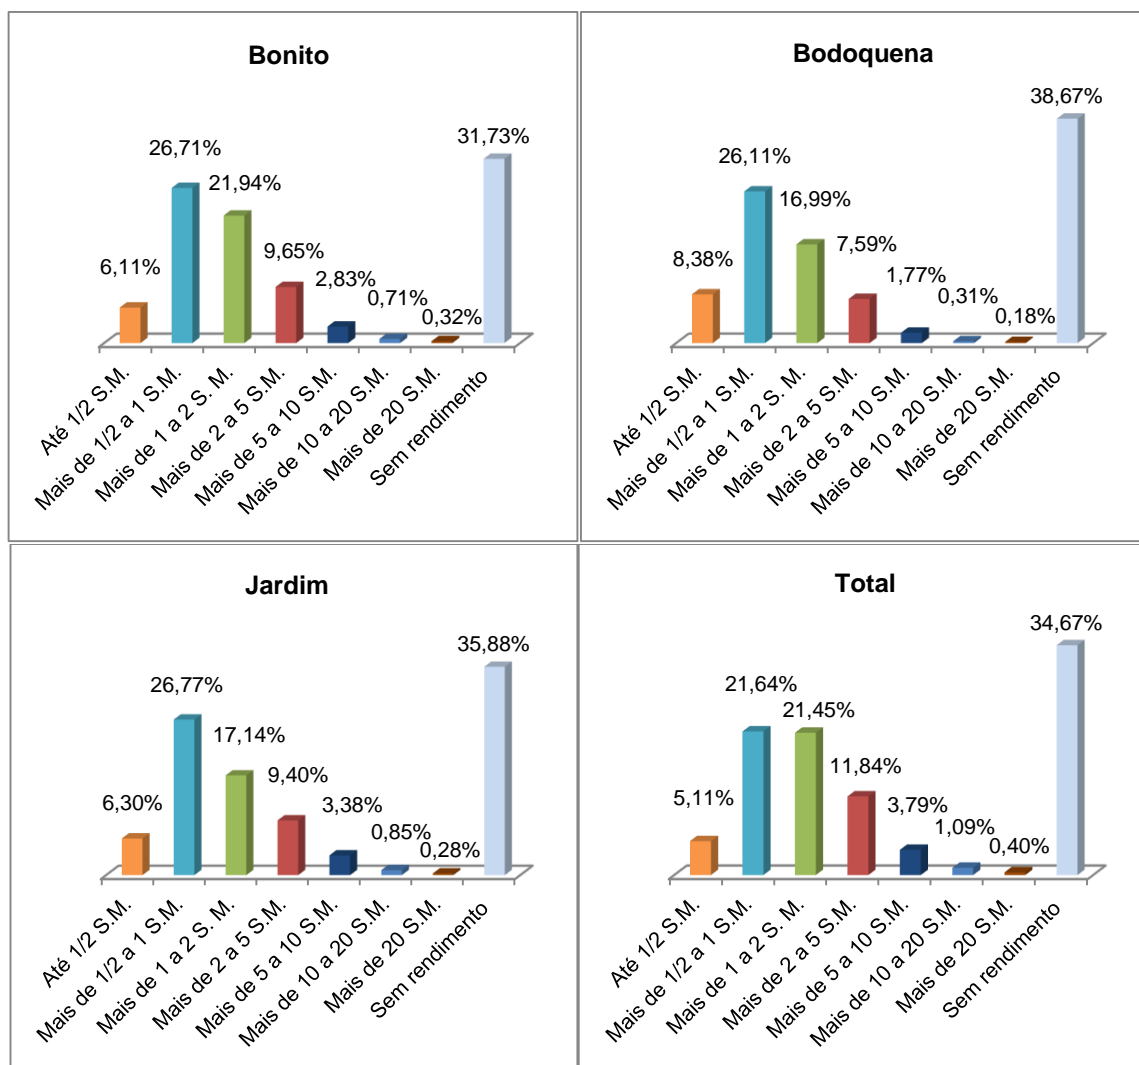 Bonito
31,73%
26,71%
21,94%
9,65%
6,11%
2,83%
0,71%
0,32%
Até 1/2 S.M.
Mais de 1/2 a 1 S.M.
Mais de 1 a 2 S. M.
Mais de 2 a 5 S.M.
Mais de 5 a 10 S.M.
Mais de 10 a 20 S.M.
Mais de 20 S.M.
Sem rendimento
Bodoquena
38,67%
26,11%
16,99%
8,38%
7,59%
1,77%
0,31%
0,18%
Até 1/2 S.M.
Mais de 1/2 a 1 S.M.
Mais de 1 a 2 S. M.
Mais de 2 a 5 S.M.
Mais de 5 a 10 S.M.
Mais de 10 a 20 S.M.
Mais de 20 S.M.
Sem rendimento
Jardim
35,88%
26,77%
17,14%
9,40%
6,30%
3,38%
0,85%
0,28%
Até 1/2 S.M.
Mais de 1/2 a 1 S.M.
Mais de 1 a 2 S. M.
Mais de 2 a 5 S.M.
Mais de 5 a 10 S.M.
Mais de 10 a 20 S.M.
Mais de 20 S.M.
Sem rendimento
Total
34,67%
21,64%
21,45%
11,84%
5,11%
3,79%
1,09%
0,40%
Até 1/2 S.M.
Mais de 1/2 a 1 S.M.
Mais de 1 a 2 S. M.
Mais de 2 a 5 S.M.
Mais de 5 a 10 S.M.
Mais de 10 a 20 S.M.
Mais de 20 S.M.
Sem rendimento